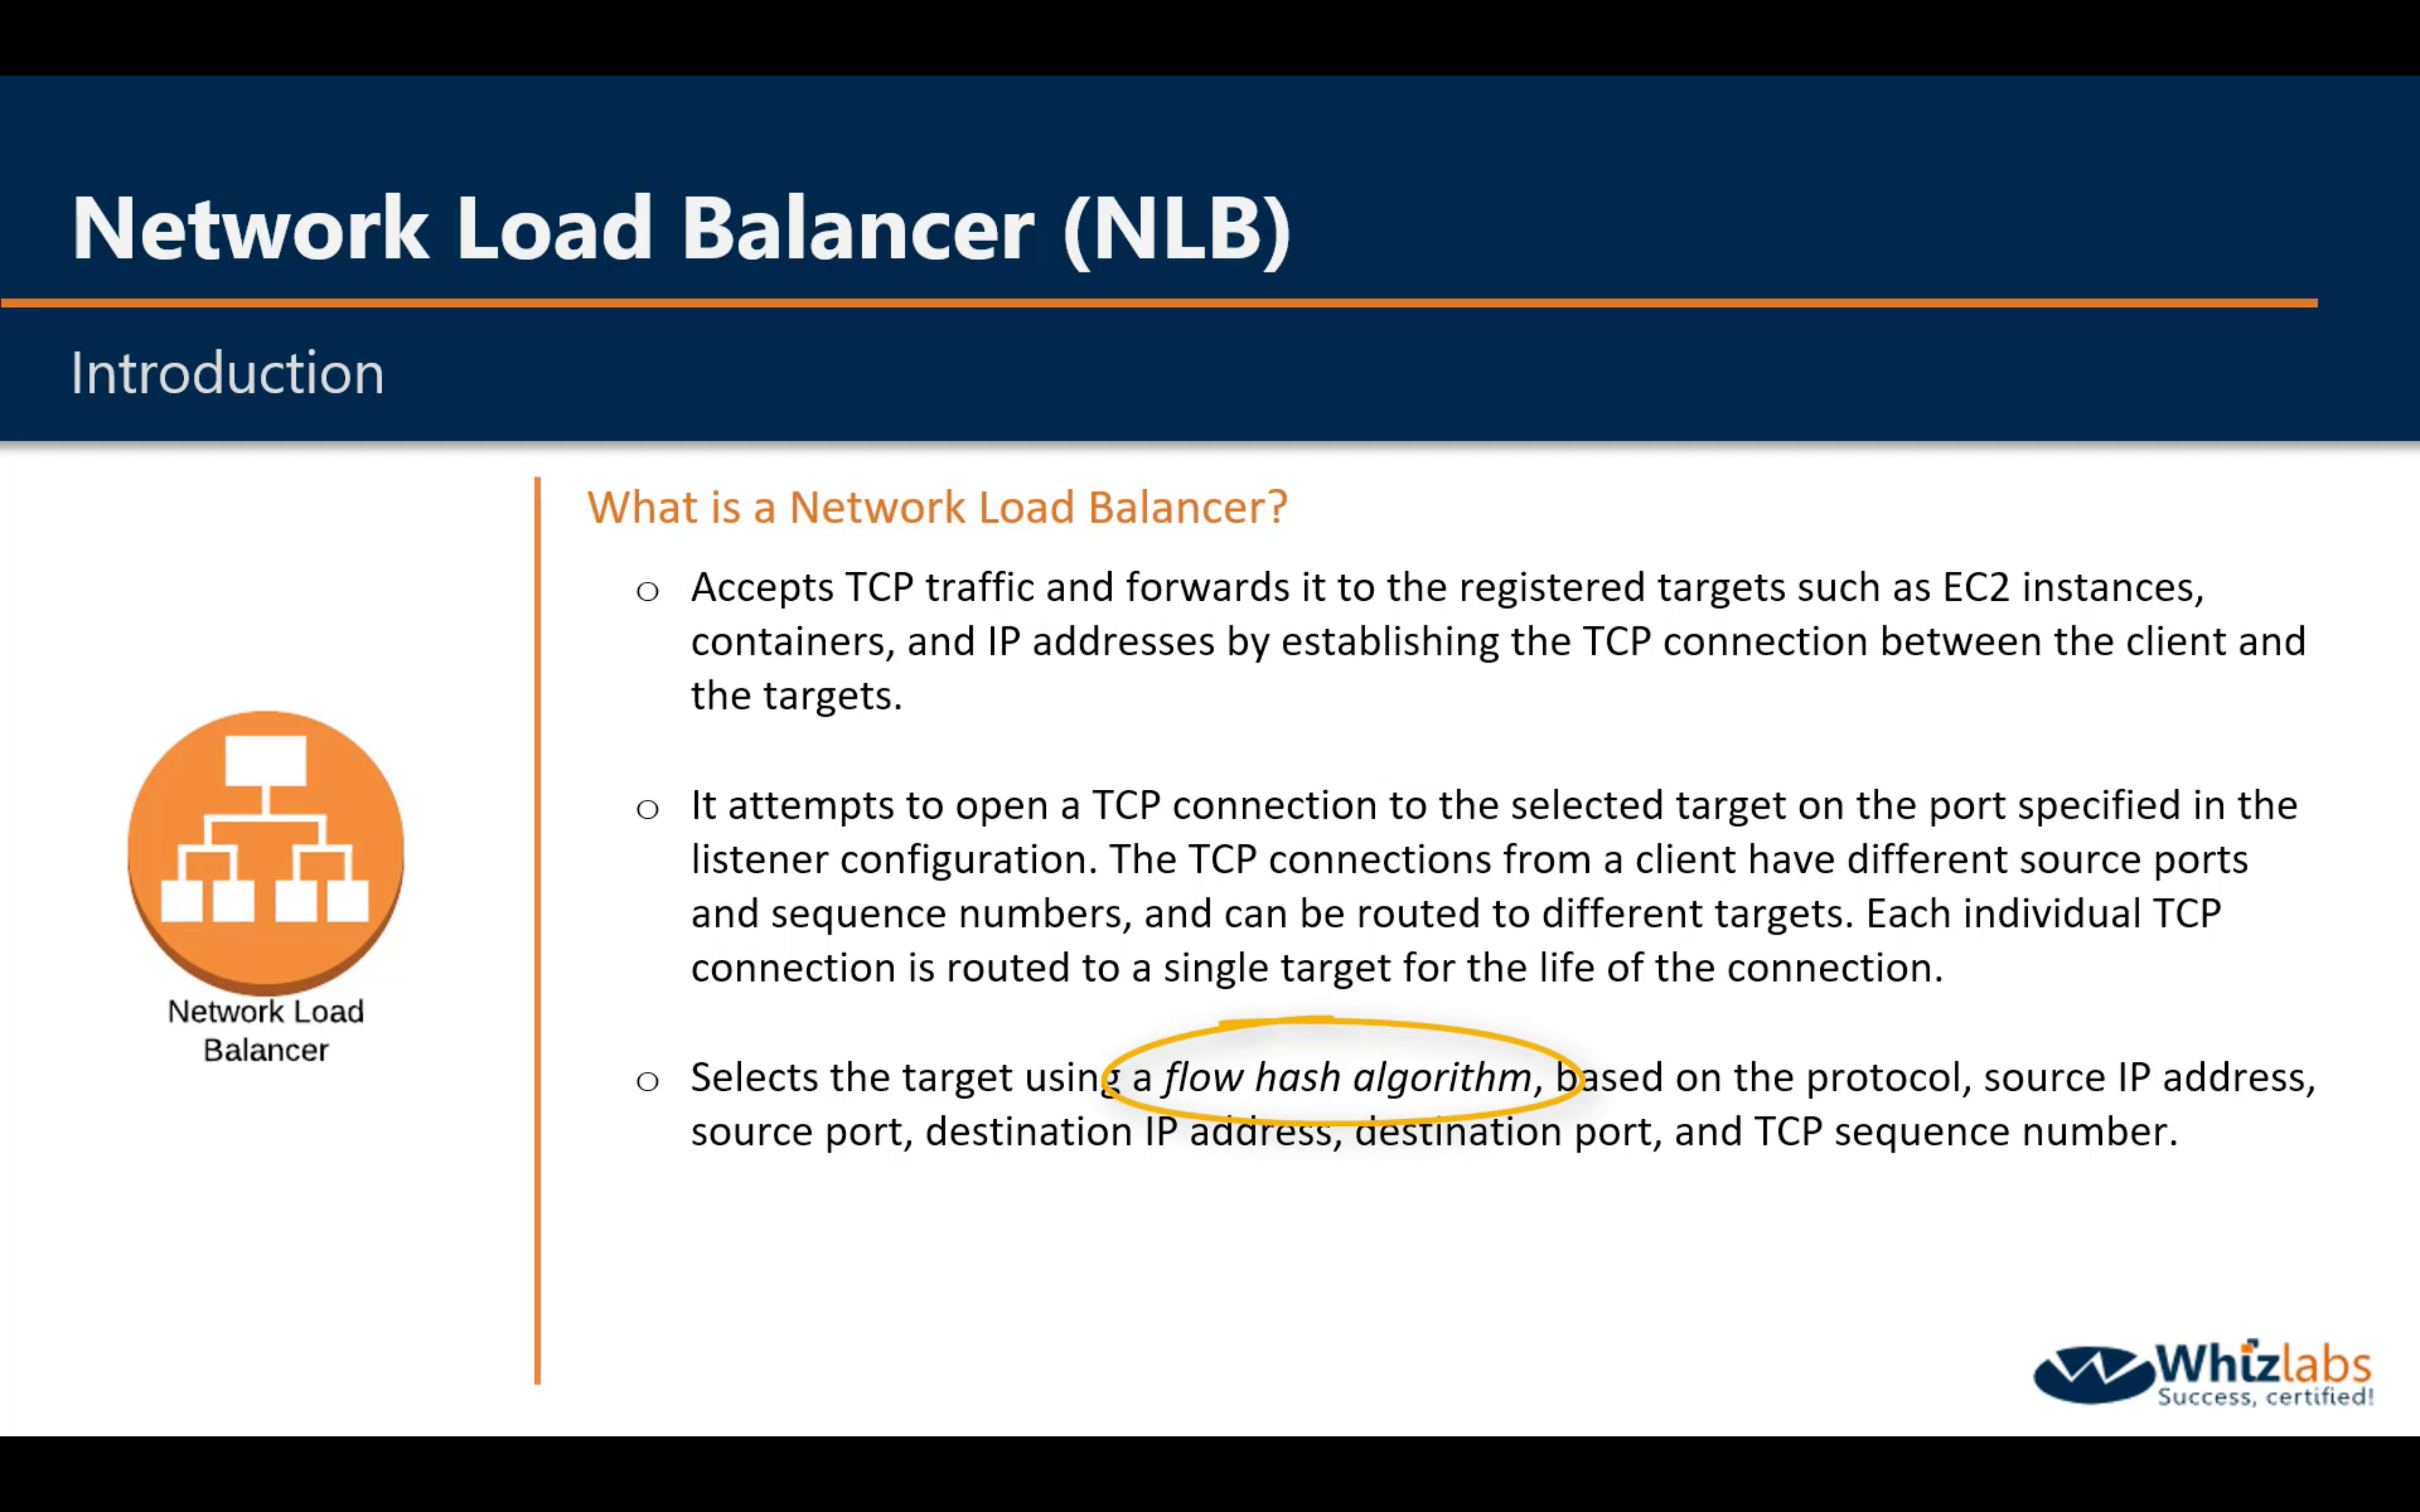 Network Load Balancer (NLB)
Introduction
What is a Network Load Balancer?
o Accepts TCP traffic and forwards it to the registered targets such as EC2 instances,
containers, and IP addresses by establishing the TCP connection between the client and
the targets.
o It attempts to open a TCP connection to the selected target on the port specified in the
listener configuration. The TCP connections from a client have different source ports
and sequence numbers, and can be routed to different targets. Each individual TCP
connection is routed to a single target for the life of the connection.
o Selects the target using a flow hash algorithm, based on the protocol, source IP address,
source port, destination IP address, destination port, and TCP sequence number.
Network Load
Balancer
Whizlabs
Success, certified!